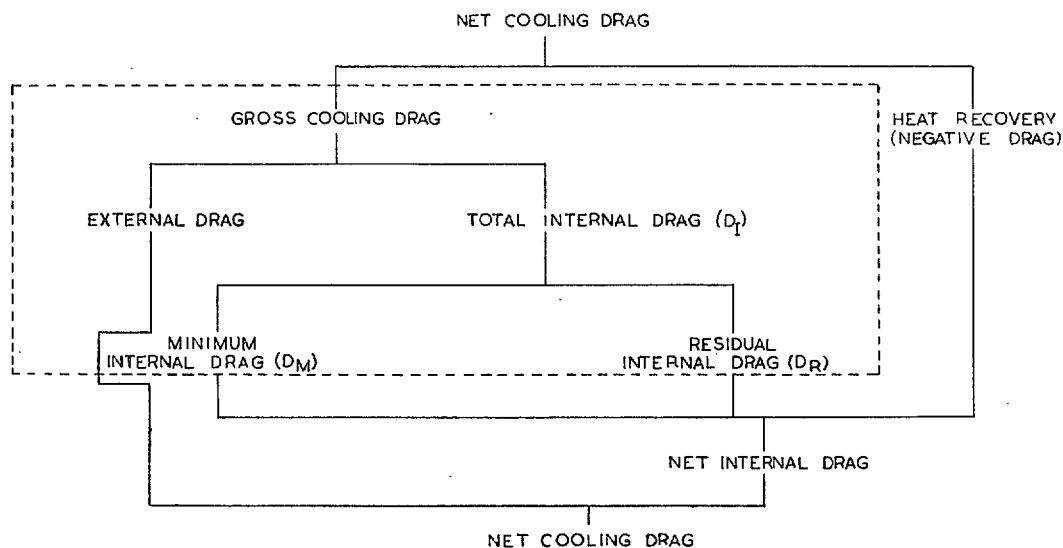 NET COOLING DRAG
GROSS COOLING DRAG
HEAT RECOVERY
(NEGATIVE DRAG)
EXTERNAL DRAG
TOTAL INTERNAL DRAG (DI)
MINIMUM
INTERNAL DRAG (DM)
RESIDUAL
INTERNAL DRAG (DR)
NET INTERNAL DRAG
NET COOLING DRAG